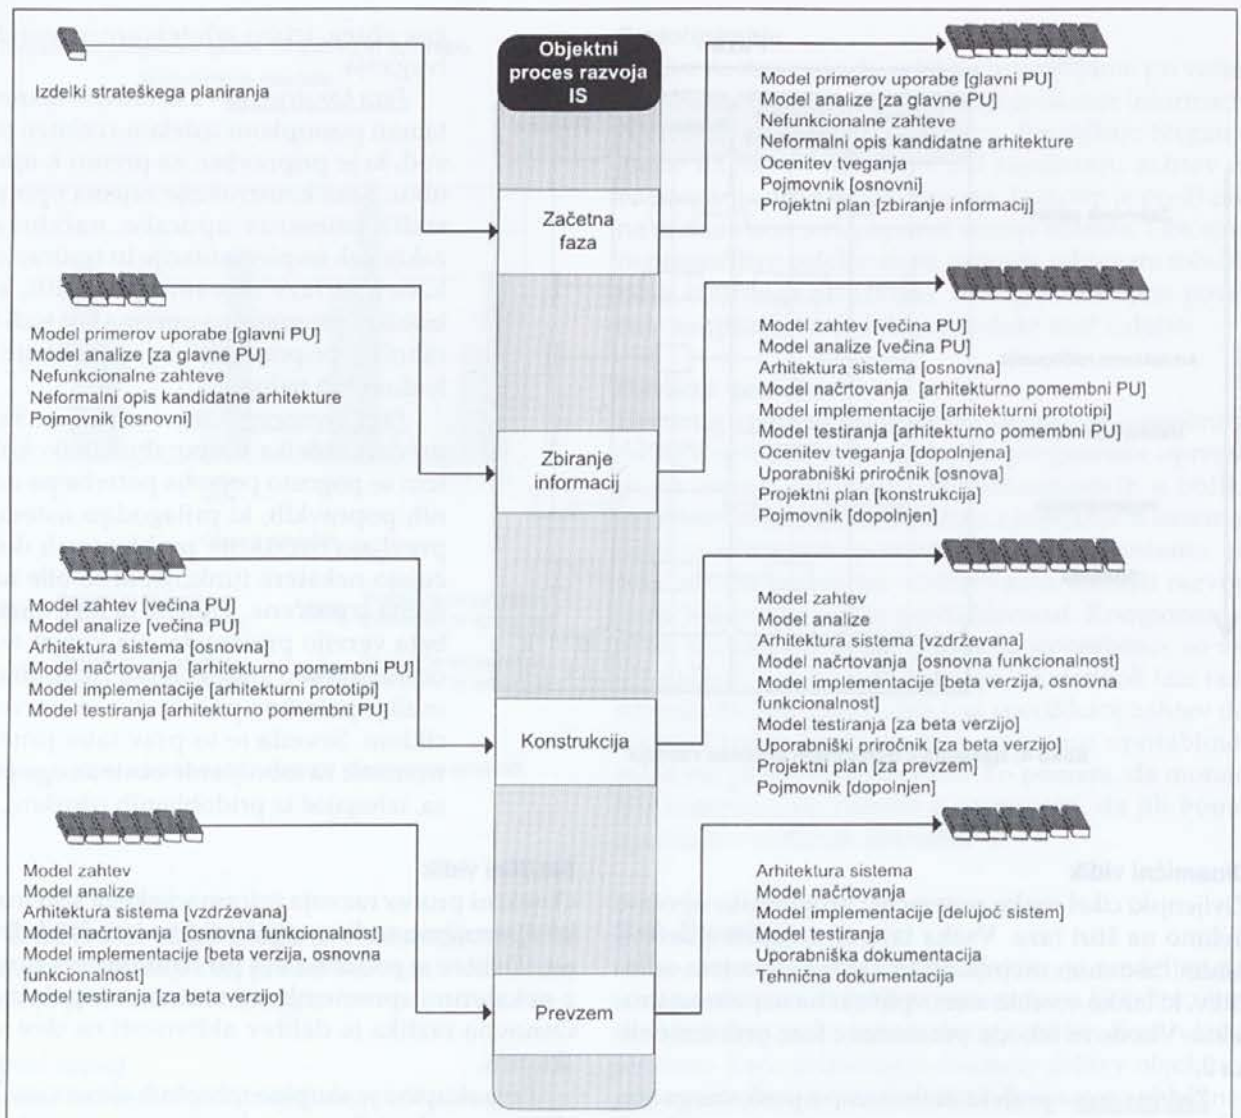 Objektni
proces razvoja
IS
Izdelki strateškega planiranja
Model primerov uporabe [glavni PU]
Model analize [za glavne PU]
Nefunkcionalne zahteve
Neformalni opis kandidatne arhitekture
Ocenitev tveganja
Pojmovnik [osnovni]
Projektni plan [zbiranje informacij]
Začetna
faza
Model primerov uporabe [glavni PU]
Model analize [za glavne PU]
Nefunkcionalne zahteve
Neformalni opis kandidatne arhitekture
Pojmovnik [osnovni]
Model zahtev [večina PU]
Model analize [večina PU]
Arhitektura sistema [osnovna]
Model načrtovanja [arhitekturno pomembni PU]
Model implementacije [arhitekturni prototipi]
Model testiranja [arhitekturno pomembni PU]
Ocenitev tveganja [dopolnjena]
Uporabniški priročnik [osnova]
Projektni plan [konstrukcija]
Pojmovnik [dopolnjen]
Zbiranje
informacij
Model zahtev [večina PU]
Model analize [večina PU]
Arhitektura sistema [osnovna]
Model načrtovanja [arhitekturno pomembni PU]
Model implementacije [arhitekturni prototipi]
Model testiranja [arhitekturno pomembni PU]
Model zahtev
Model analize
Arhitektura sistema [vzdrževana]
Model načrtovanja [osnovna funkcionalnost]
Model implementacije [beta verzija, osnovna
funkcionalnost]
Model testiranja [za beta verzijo]
Uporabniški priročnik [za beta verzijo]
Projektni plan [za prevzem]
Pojmovnik [dopolnjen]
Konstrukcija
Model zahtev
Model analize
Arhitektura sistema [vzdrževana]
Model načrtovanja [osnovna funkcionalnost]
Model implementacije [beta verzija, osnovna
funkcionalnost]
Model testiranja [za beta verzijo]
Arhitektura sistema
Model načrtovanja
Model implementacije [delujoč sistem]
Model testiranja
Uporabniška dokumentacija
Tehnična dokumentacija
Prevzem